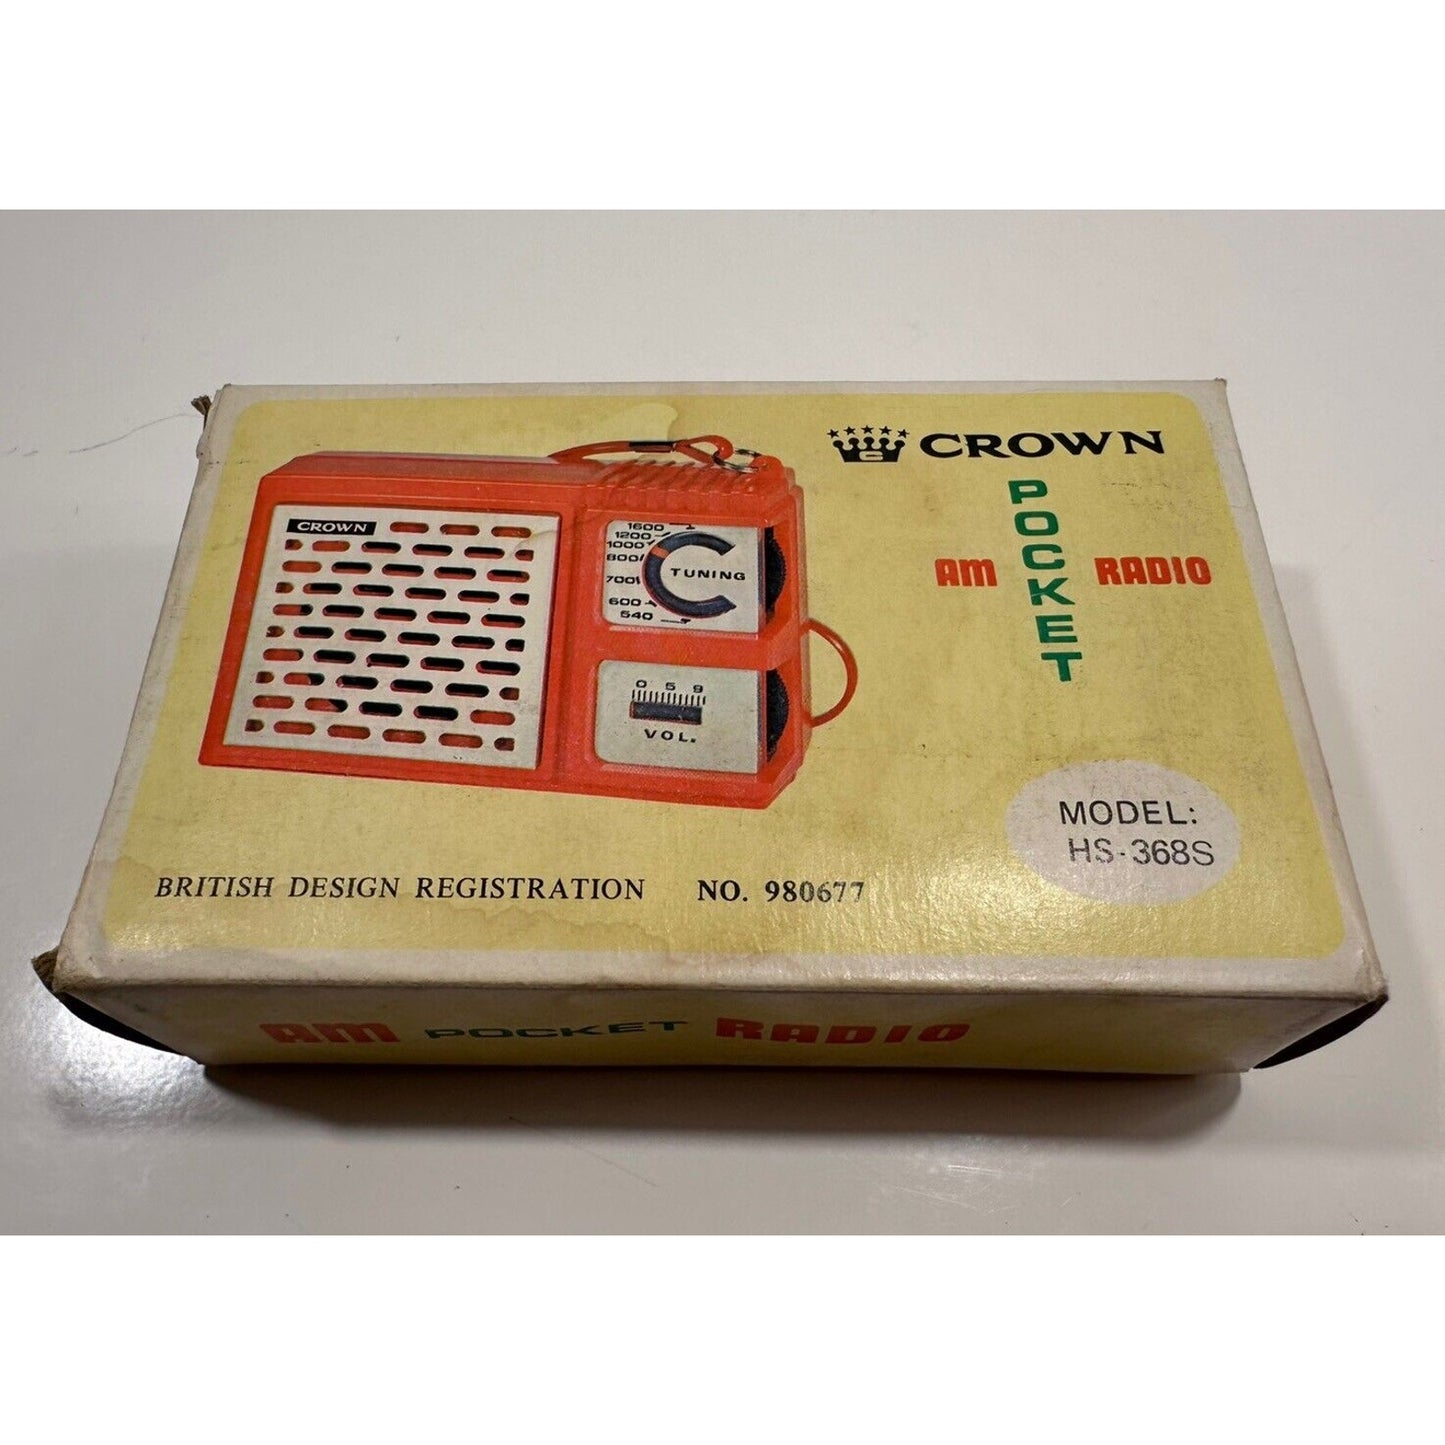 CROWN
AM POCKET RADIO
CROWN
1600
1200
1000
800
700
600
540
TUNING
0 5 9
VOL.
MODEL:
HS-368S
BRITISH DESIGN REGISTRATION NO. 980677
AM POCKET RADIO